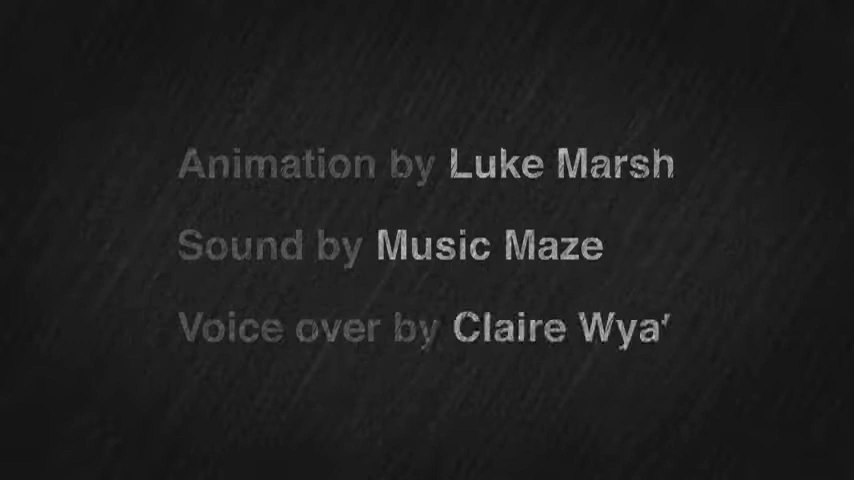 Animation by Luke Marsh
Sound by Music Maze
Voice over by Claire